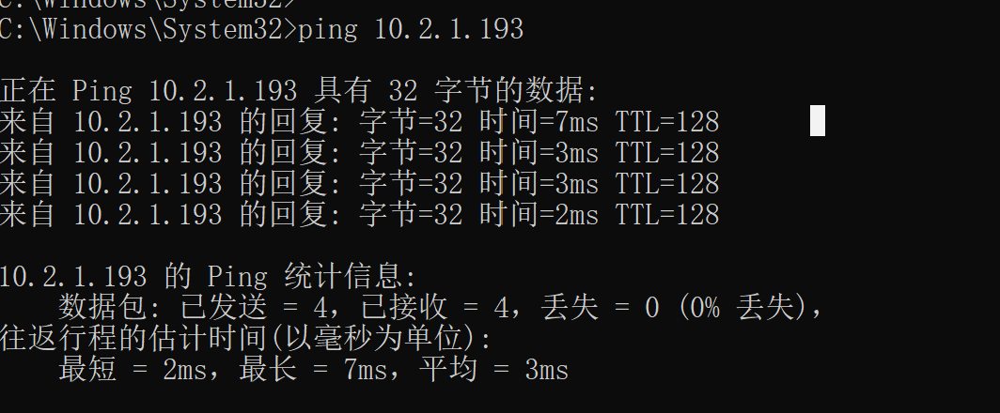 C:\Windows\System32>
C:\Windows\System32>ping 10.2.1.193
正在 Ping 10.2.1.193 具有 32 字节的数据:
来自 10.2.1.193 的回复: 字节=32 时间=7ms TTL=128
来自 10.2.1.193 的回复: 字节=32 时间=3ms TTL=128
来自 10.2.1.193 的回复: 字节=32 时间=3ms TTL=128
来自 10.2.1.193 的回复: 字节=32 时间=2ms TTL=128
10.2.1.193 的 Ping 统计信息:
数据包: 已发送 = 4，已接收 = 4，丢失 = 0 (0% 丢失)，
往返行程的估计时间(以毫秒为单位):
最短 = 2ms，最长 = 7ms，平均 = 3ms